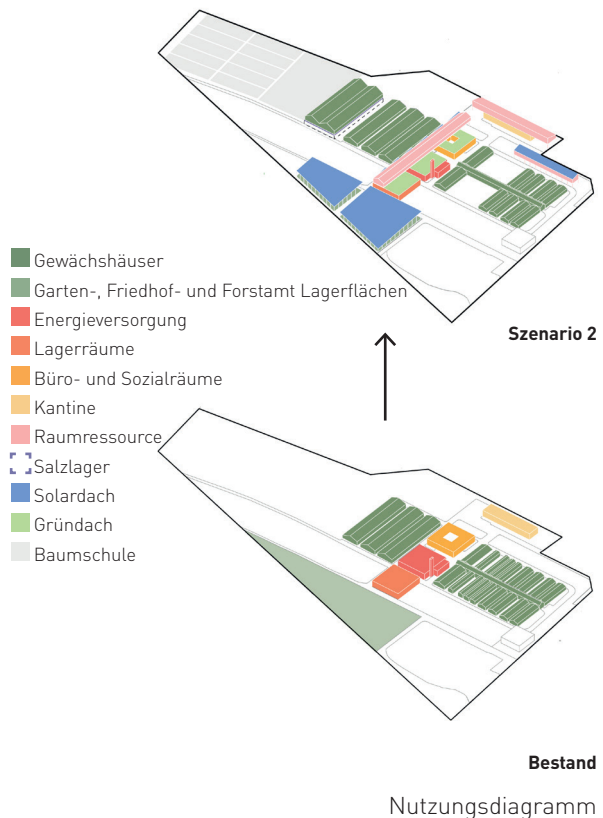 Gewächshäuser
Garten-, Friedhof- und Forstamt Lagerflächen
Energieversorgung
Lagerräume
Büro- und Sozialräume
Kantine
Raumressource
Salzlager
Solardach
Gründach
Baumschule
Szenario 2
Bestand
Nutzungsdiagramm